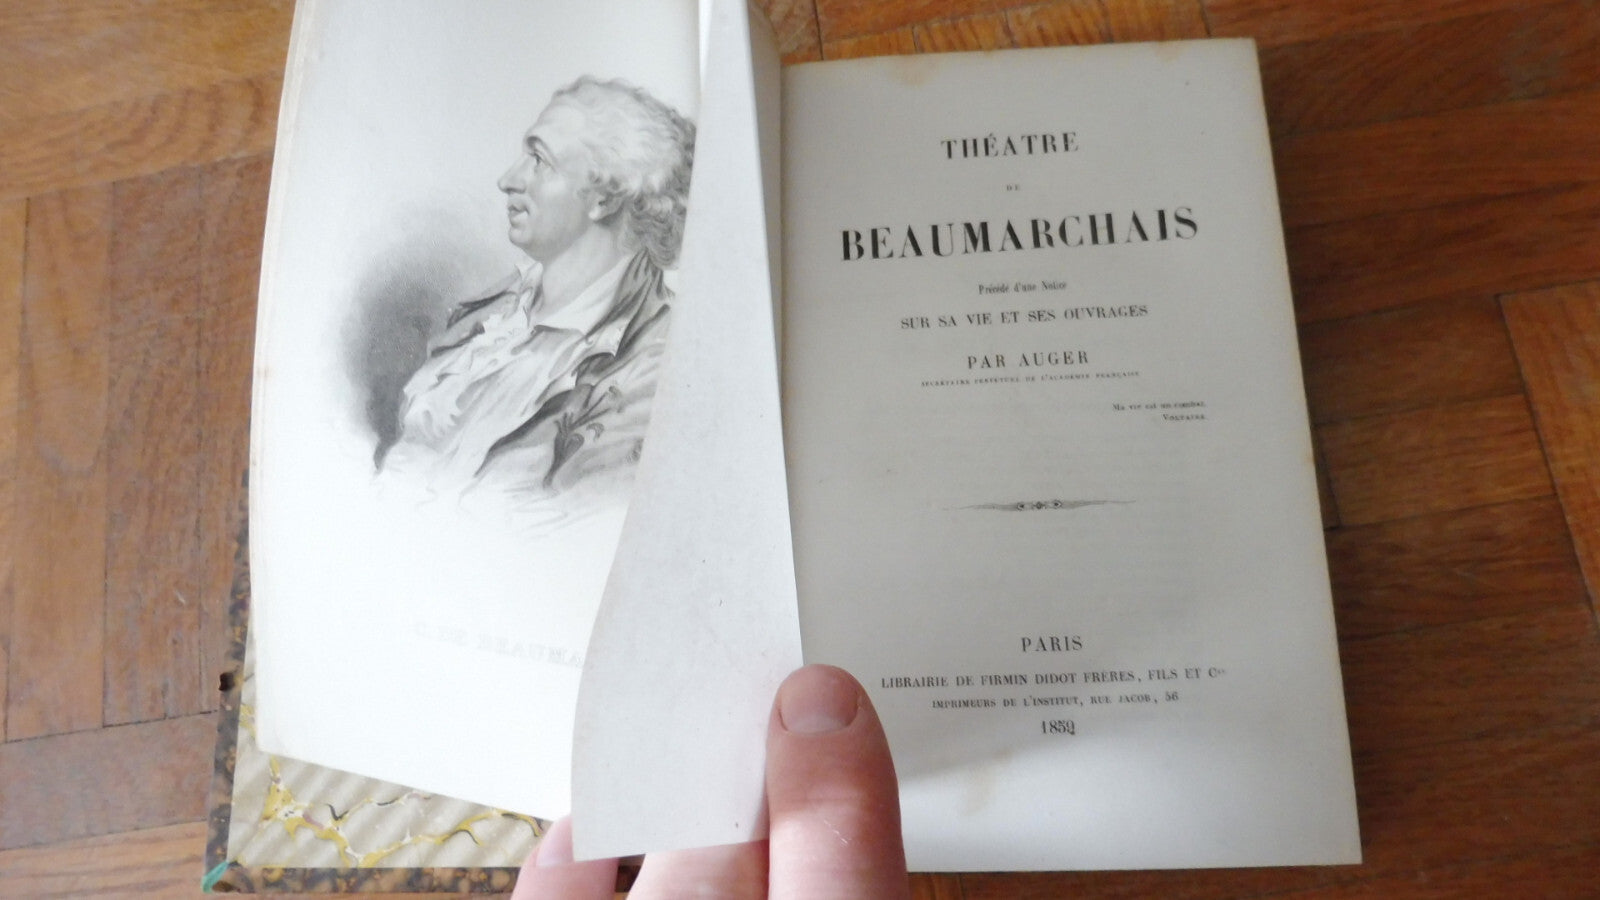 THÉATRE
DE
BEAUMARCHAIS
Précédé d'une Notice
SUR SA VIE ET SES OUVRAGES
PAR AUGER
SECRÉTAIRE PERPÉTUEL DE L'ACADÉMIE FRANÇAISE
Ma vie est un combat.
VOLTAIRE.
PARIS
LIBRAIRIE DE FIRMIN DIDOT FRÈRES, FILS ET Cie
IMPRIMEURS DE L'INSTITUT, RUE JACOB, 56
1859